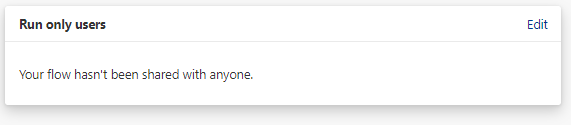 Run only users
Edit
Your flow hasn't been shared with anyone.